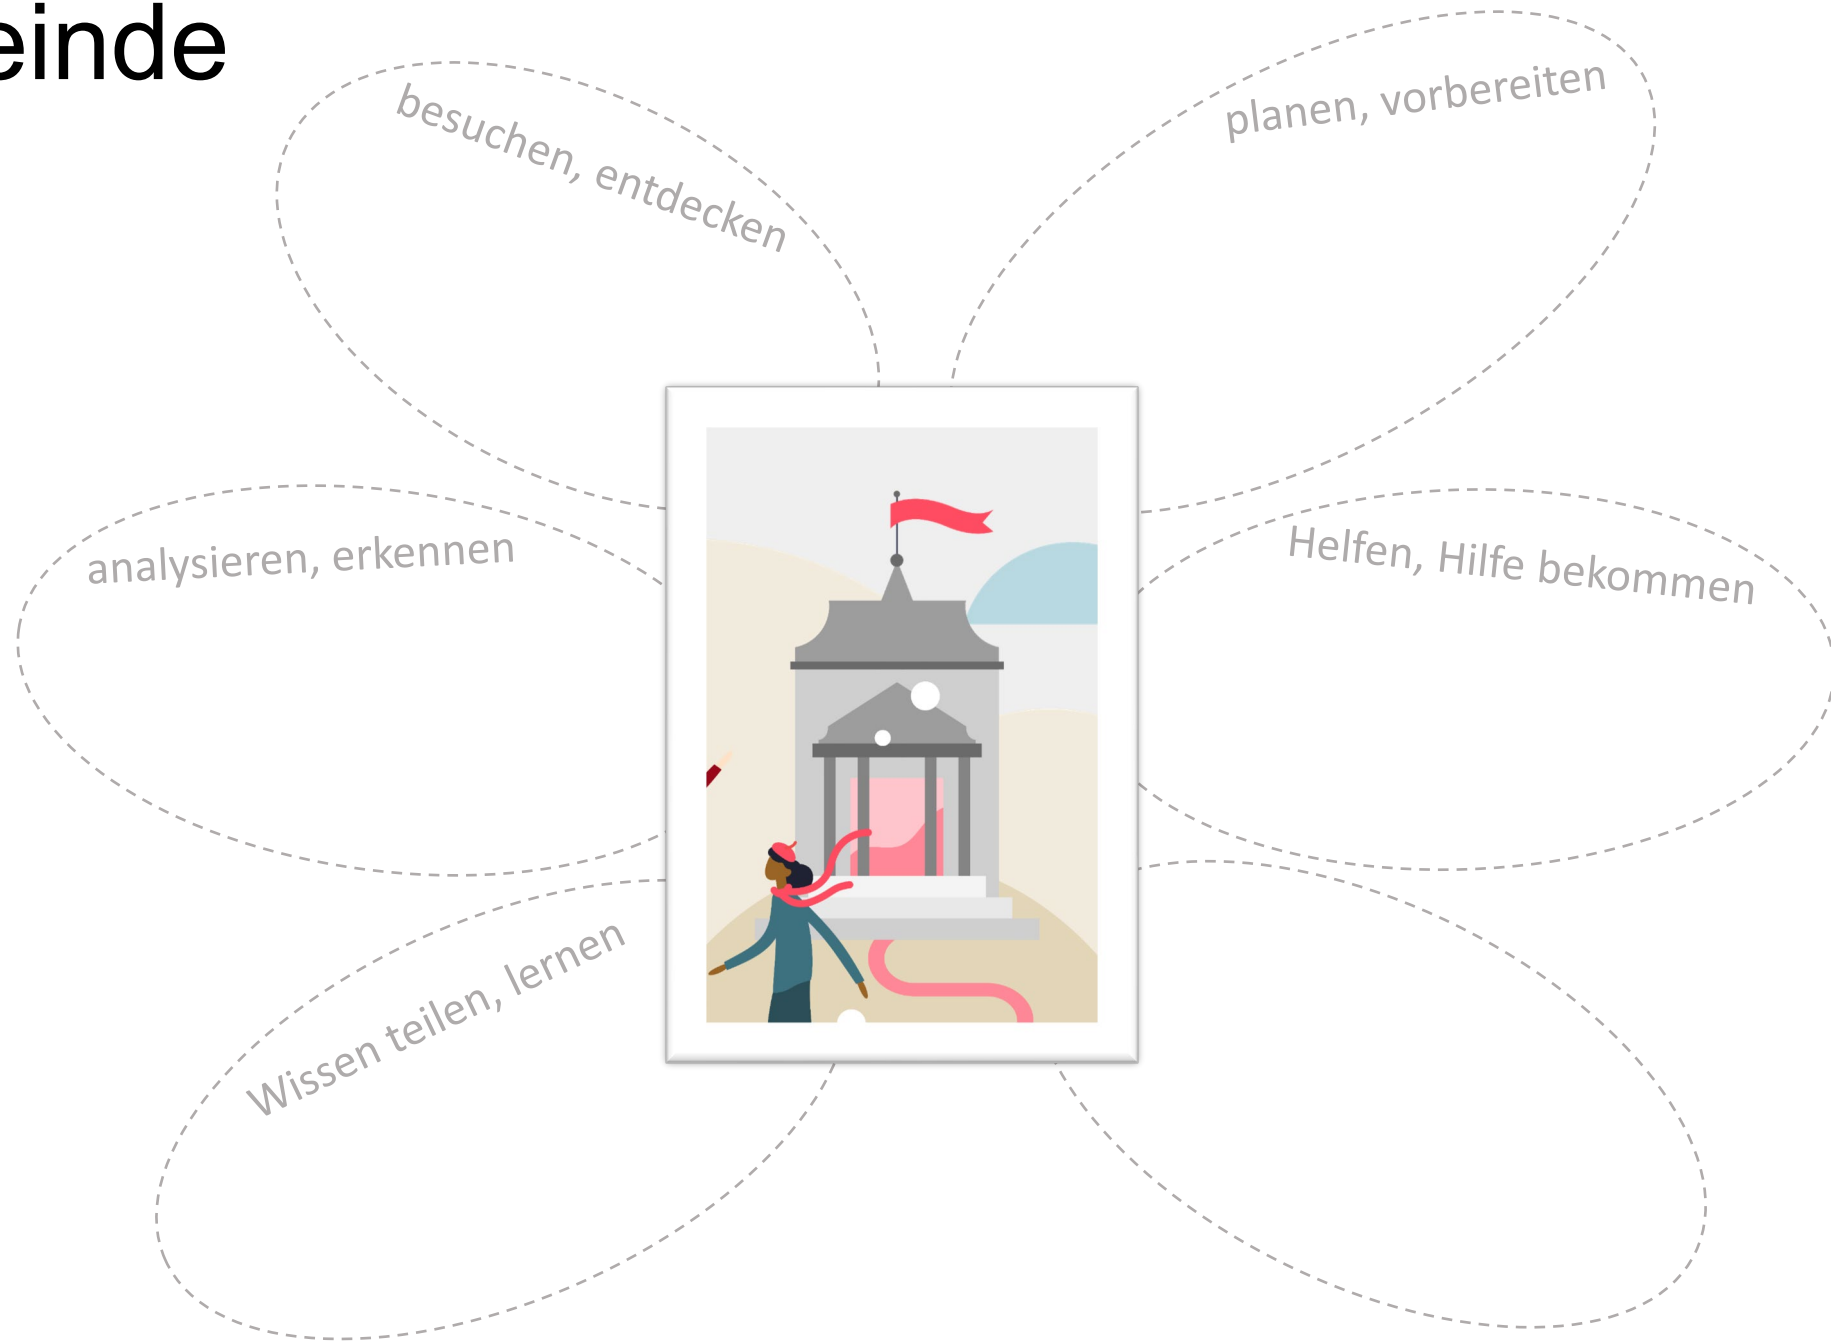 einde
besuchen, entdecken
planen, vorbereiten
analysieren, erkennen
Helfen, Hilfe bekommen
Wissen teilen, lernen